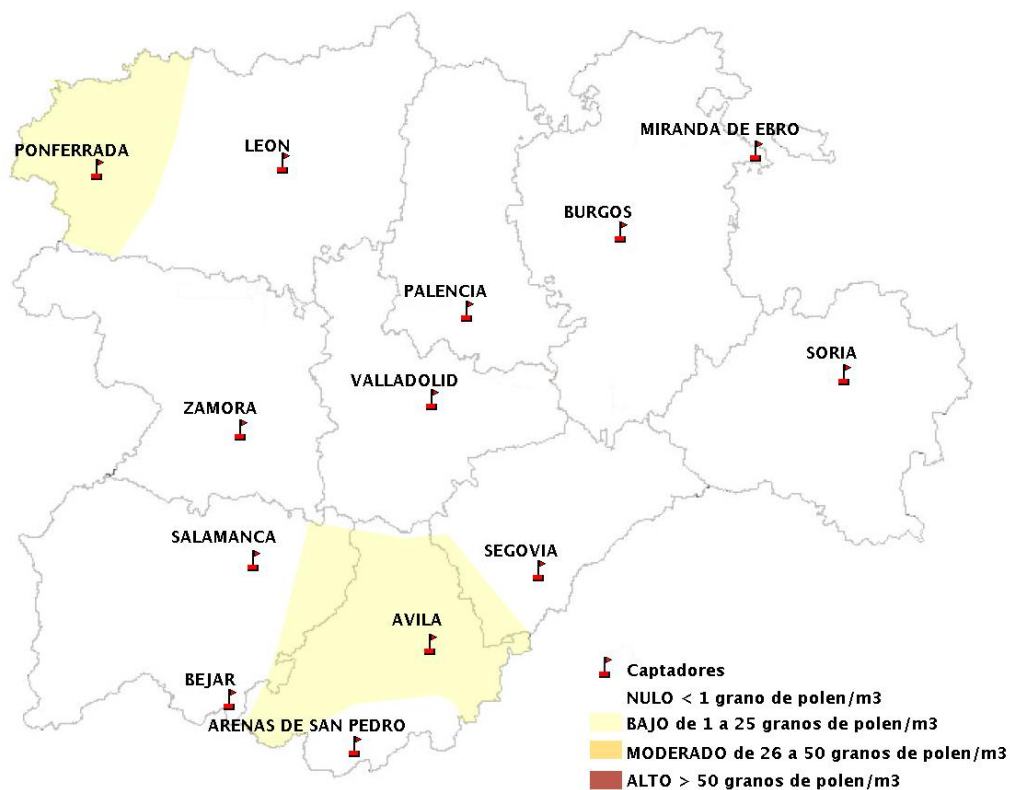 MIRANDA DE EBRO
PONFERRADA
LEON
BURGOS
PALENCIA
SORIA
VALLADOLID
ZAMORA
SALAMANCA
SEGOVIA
AVILA
BEJAR
ARENAS DE SAN PEDRO
Captadores
NULO < 1 grano de polen/m3
BAJO de 1 a 25 granos de polen/m3
MODERADO de 26 a 50 granos de polen/m3
ALTO > 50 granos de polen/m3